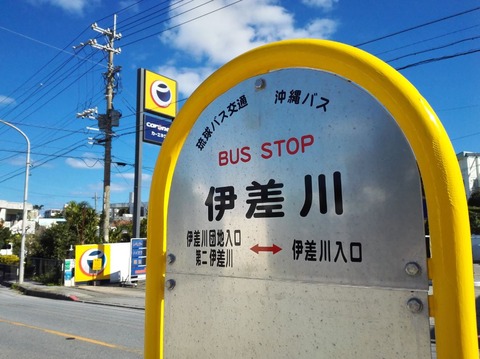 琉球バス交通 沖縄バス
BUS STOP
伊差川
伊差川団地入口
第二伊差川
↔
伊差川入口